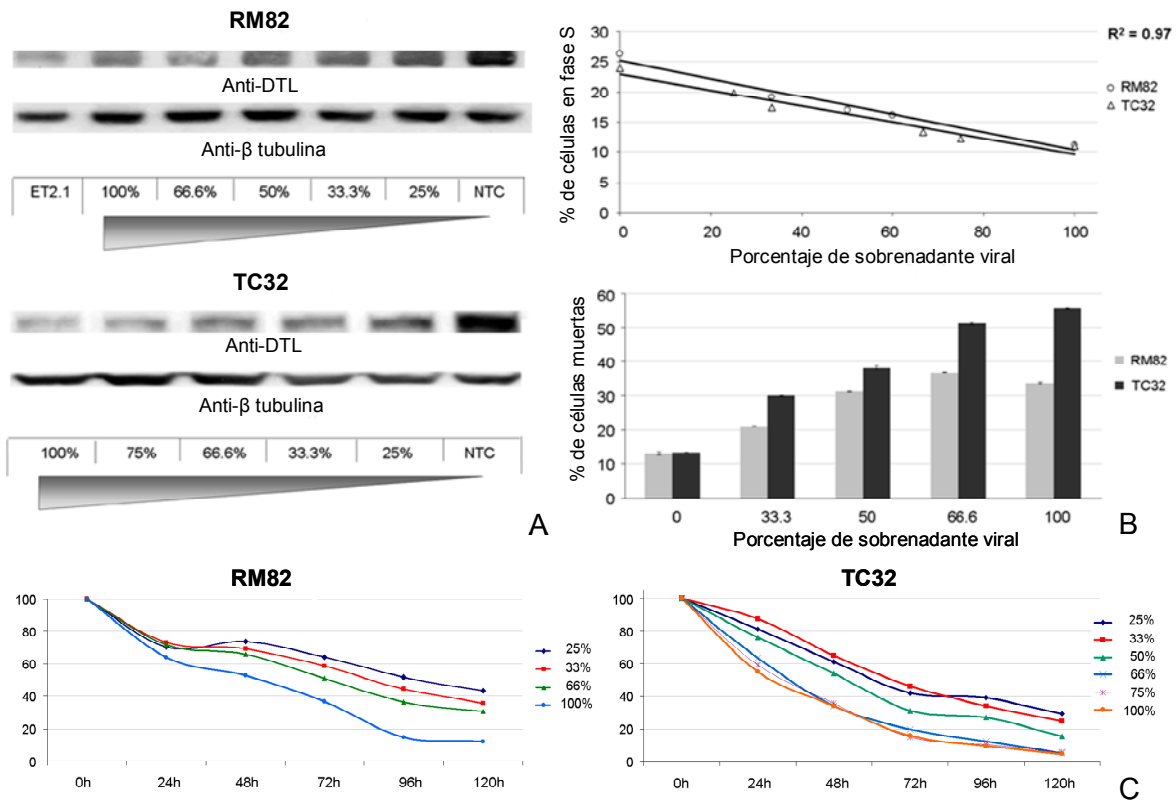 RM82
Anti-DTL
Anti-β tubulina
ET2.1 100% 66.6% 50% 33.3% 25% NTC
TC32
Anti-DTL
Anti-β tubulina
100% 75% 66.6% 33.3% 25% NTC
A
% de células en fase S
30
25
20
15
10
5
0
0 20 40 60 80 100
Porcentaje de sobrenadante viral
R² = 0.97
RM82
TC32
% de células muertas
60
50
40
30
20
10
0
0 33.3 50 66.6 100
Porcentaje de sobrenadante viral
RM82
TC32
B
RM82
100
80
60
40
20
0
0h 24h 48h 72h 96h 120h
25%
33%
66%
100%
TC32
100
80
60
40
20
0
0h 24h 48h 72h 96h 120h
25%
33%
50%
66%
75%
100%
C